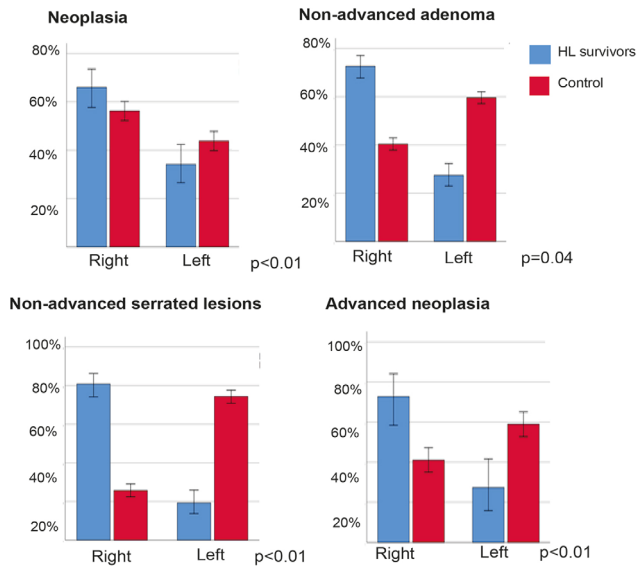 Neoplasia
80%
60%
40%
20%
Right
Left
p<0.01
Non-advanced adenoma
80%
60%
40%
20%
Right
Left
p=0.04
HL survivors
Control
Non-advanced serrated lesions
100%
80%
60%
40%
20%
Right
Left
p<0.01
Advanced neoplasia
100%
80%
60%
40%
20%
Right
Left
p<0.01